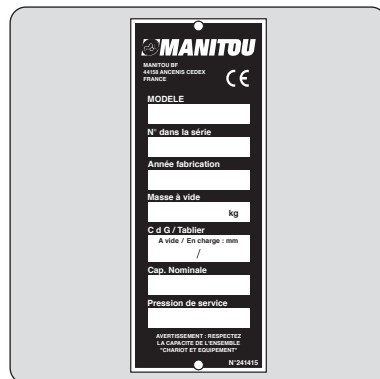 MANITOU
MANITOU BF
44158 ANCENIS CEDEX
FRANCE
CE
MODELE
N° dans la série
Année fabrication
Masse à vide
kg
C d G / Tablier
A vide / En charge : mm
/
Cap. Nominale
Pression de service
AVERTISSEMENT : RESPECTEZ
LA CAPACITE DE L'ENSEMBLE
"CHARIOT ET EQUIPEMENT"
N°241415